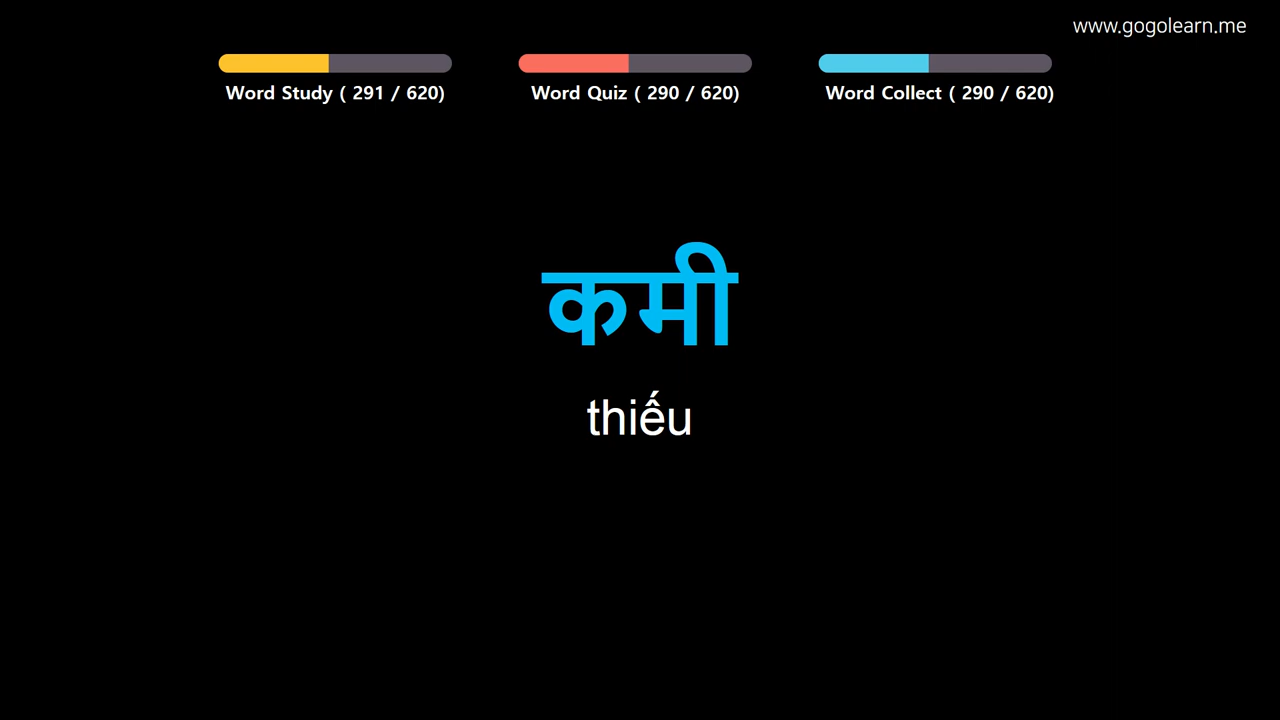 www.gogolearn.me
Word Study ( 291 / 620)
Word Quiz ( 290 / 620)
Word Collect ( 290 / 620)
कमी
thiếu